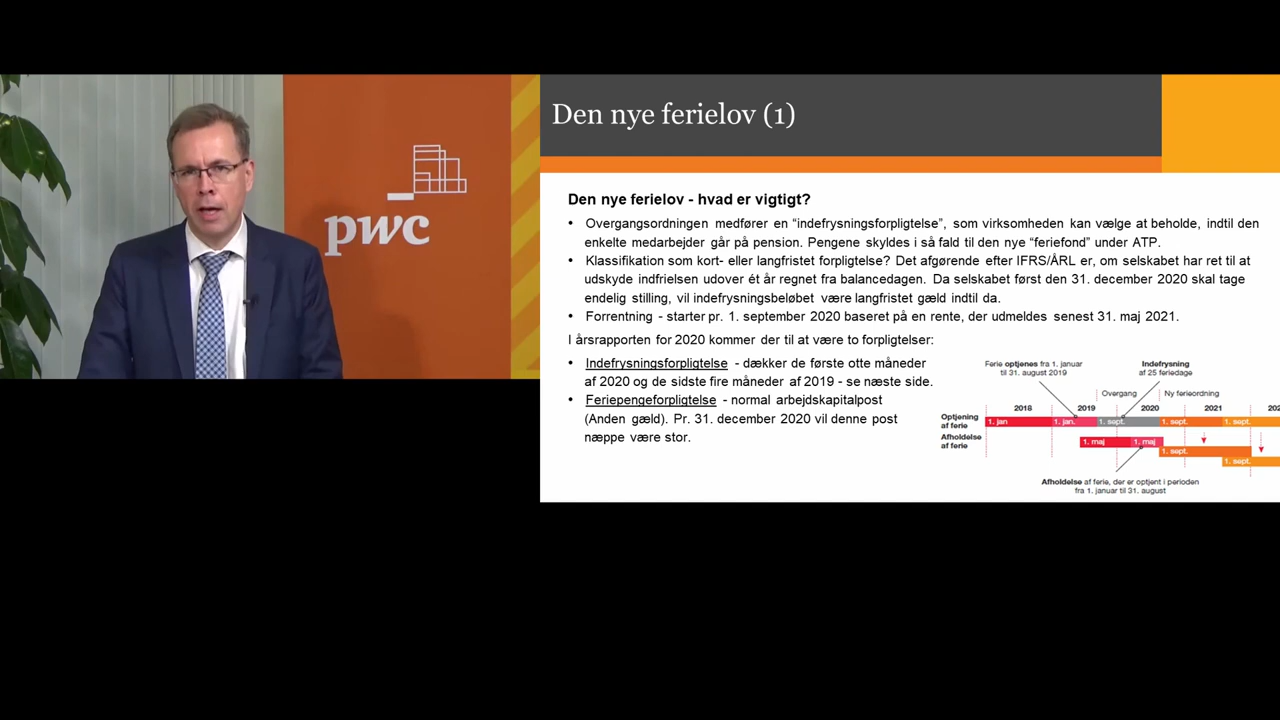 pwc
Den nye ferielov (1)
Den nye ferielov - hvad er vigtigt?
• Overgangsordningen medfører en “indefrysningsforpligtelse”, som virksomheden kan vælge at beholde, indtil den
enkelte medarbejder går på pension. Pengene skyldes i så fald til den nye “feriefond” under ATP.
• Klassifikation som kort- eller langfristet forpligtelse? Det afgørende efter IFRS/ÅRL er, om selskabet har ret til at
udskyde indfrielsen udover ét år regnet fra balancedagen. Da selskabet først den 31. december 2020 skal tage
endelig stilling, vil indefrysningsbeløbet være langfristet gæld indtil da.
• Forrentning - starter pr. 1. september 2020 baseret på en rente, der udmeldes senest 31. maj 2021.
I årsrapporten for 2020 kommer der til at være to forpligtelser:
• Indefrysningsforpligtelse - dækker de første otte måneder
af 2020 og de sidste fire måneder af 2019 - se næste side.
• Feriepengeforpligtelse - normal arbejdskapitalpost
(Anden gæld). Pr. 31. december 2020 vil denne post
næppe være stor.
Ferie optjenes fra 1. januar
til 31. august 2019
Indefrysning
af 25 feriedage
Overgang
Ny ferieordning
2018 2019 2020 2021 202
Optjening
af ferie
1. jan 1. jan. 1. sept. 1. sept. 1. sept.
Afholdelse
af ferie
1. maj 1. maj
1. sept.
1. sept.
Afholdelse af ferie, der er optjent i perioden
fra 1. januar til 31. august